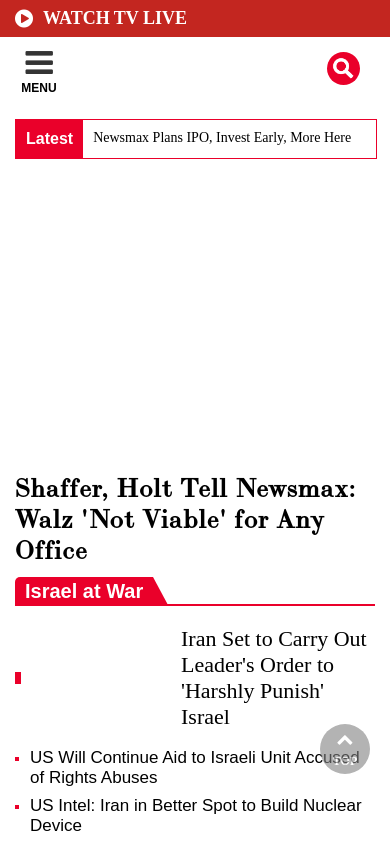 WATCH TV LIVE
MENU
Latest
Newsmax Plans IPO, Invest Early, More Here
Shaffer, Holt Tell Newsmax:
Walz 'Not Viable' for Any
Office
Israel at War
Iran Set to Carry Out
Leader's Order to
'Harshly Punish'
Israel
US Will Continue Aid to Israeli Unit Accused
of Rights Abuses
TOP
US Intel: Iran in Better Spot to Build Nuclear
Device